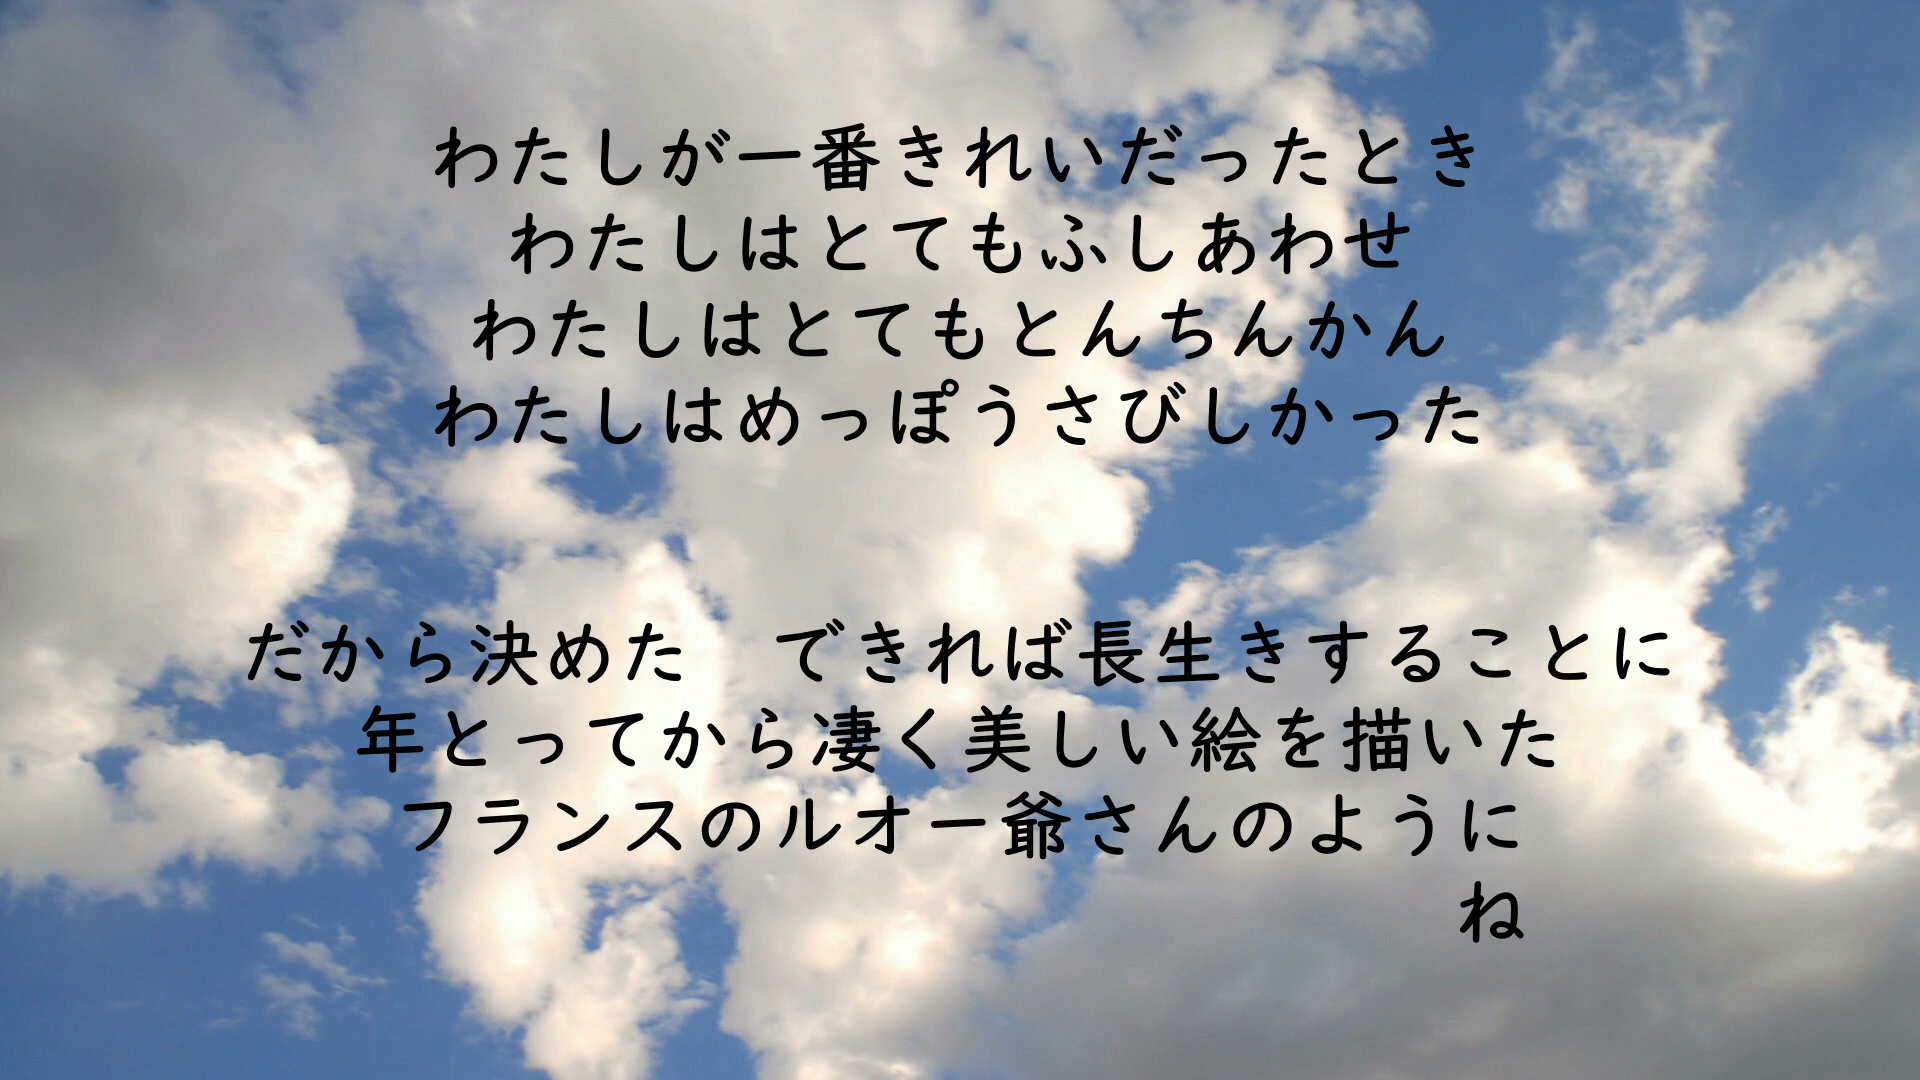 わたしが一番きれいだったとき
わたしはとてもふしあわせ
わたしはとてもとんちんかん
わたしはめっぽうさびしかった
だから決めた　できれば長生きすることに
年とってから凄く美しい絵を描いた
フランスのルオー爺さんのように
ね